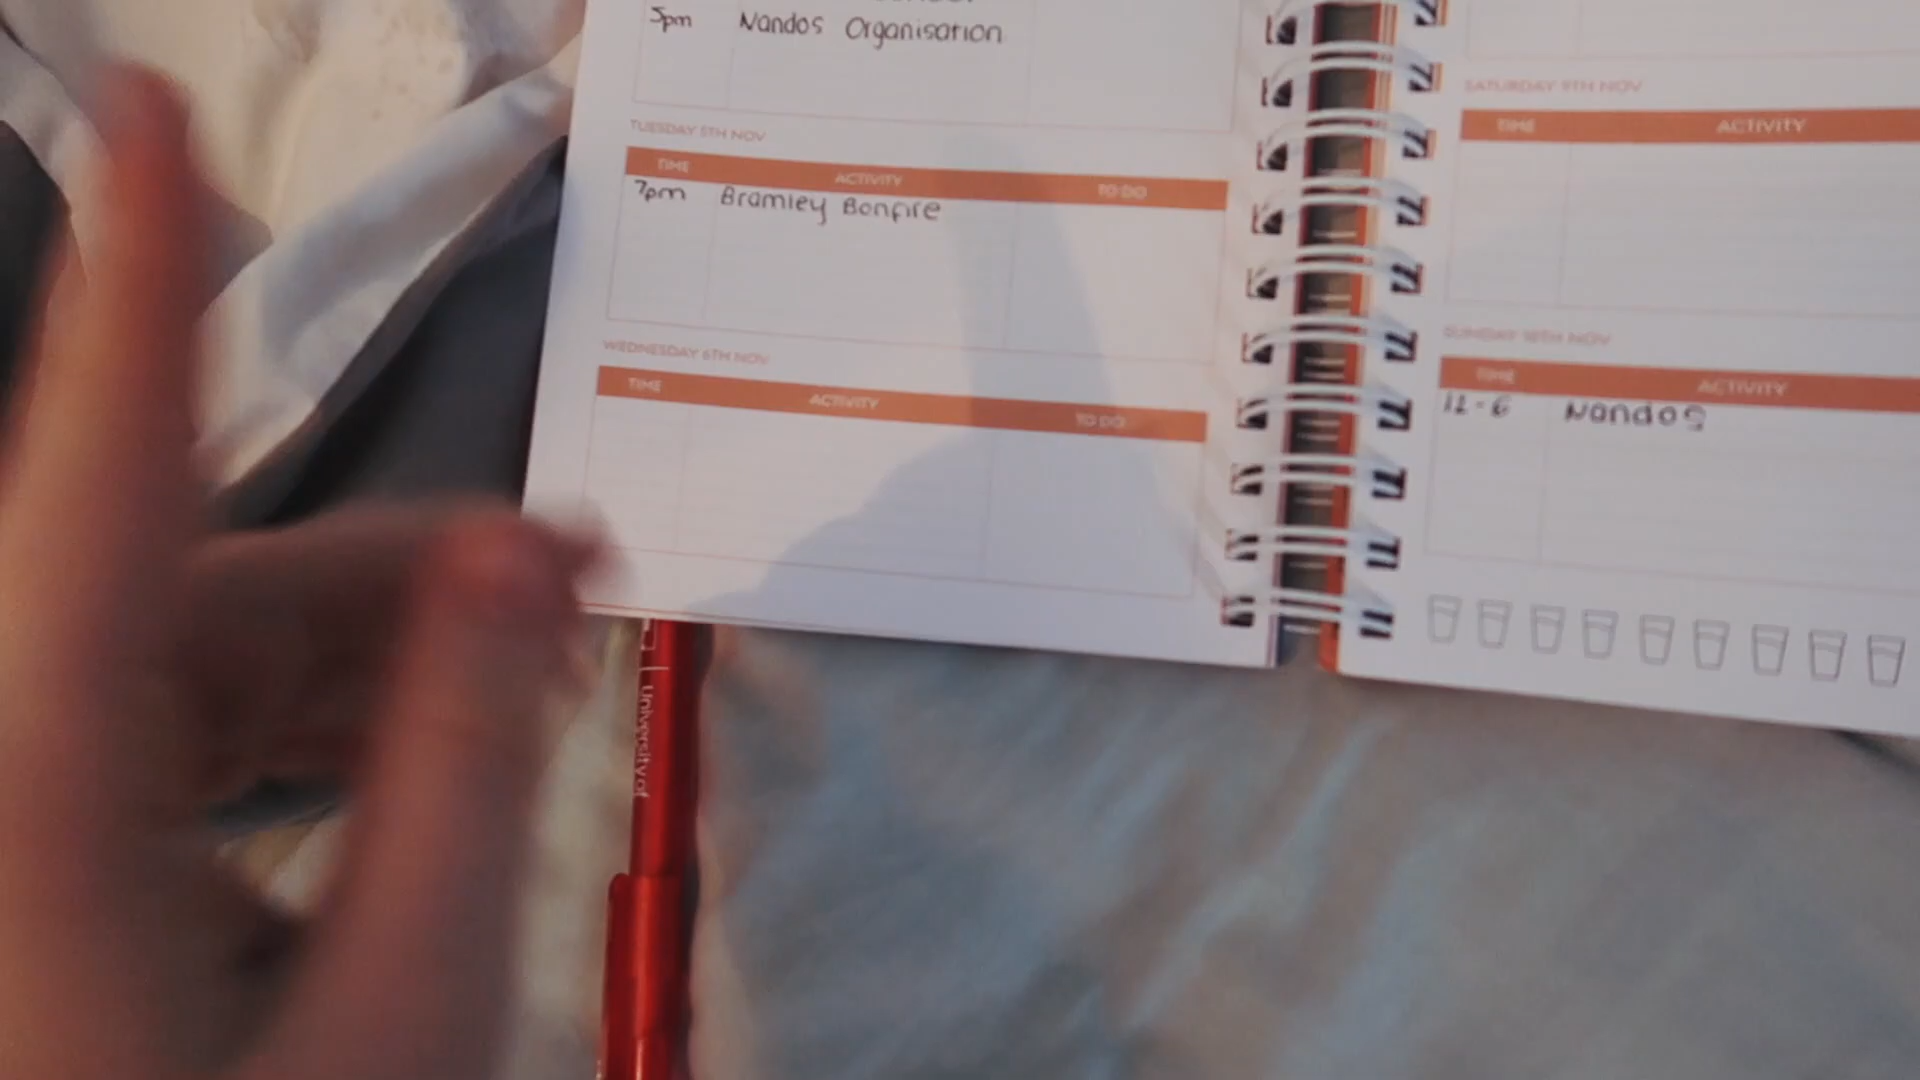 5pm Nandos Organisation
TUESDAY 5TH NOV
TIME ACTIVITY TO DO
7pm Bramley Bonfire
WEDNESDAY 6TH NOV
TIME ACTIVITY TO DO
SATURDAY 9TH NOV
TIME ACTIVITY
SUNDAY 10TH NOV
TIME ACTIVITY
12-6 Nandos
University of